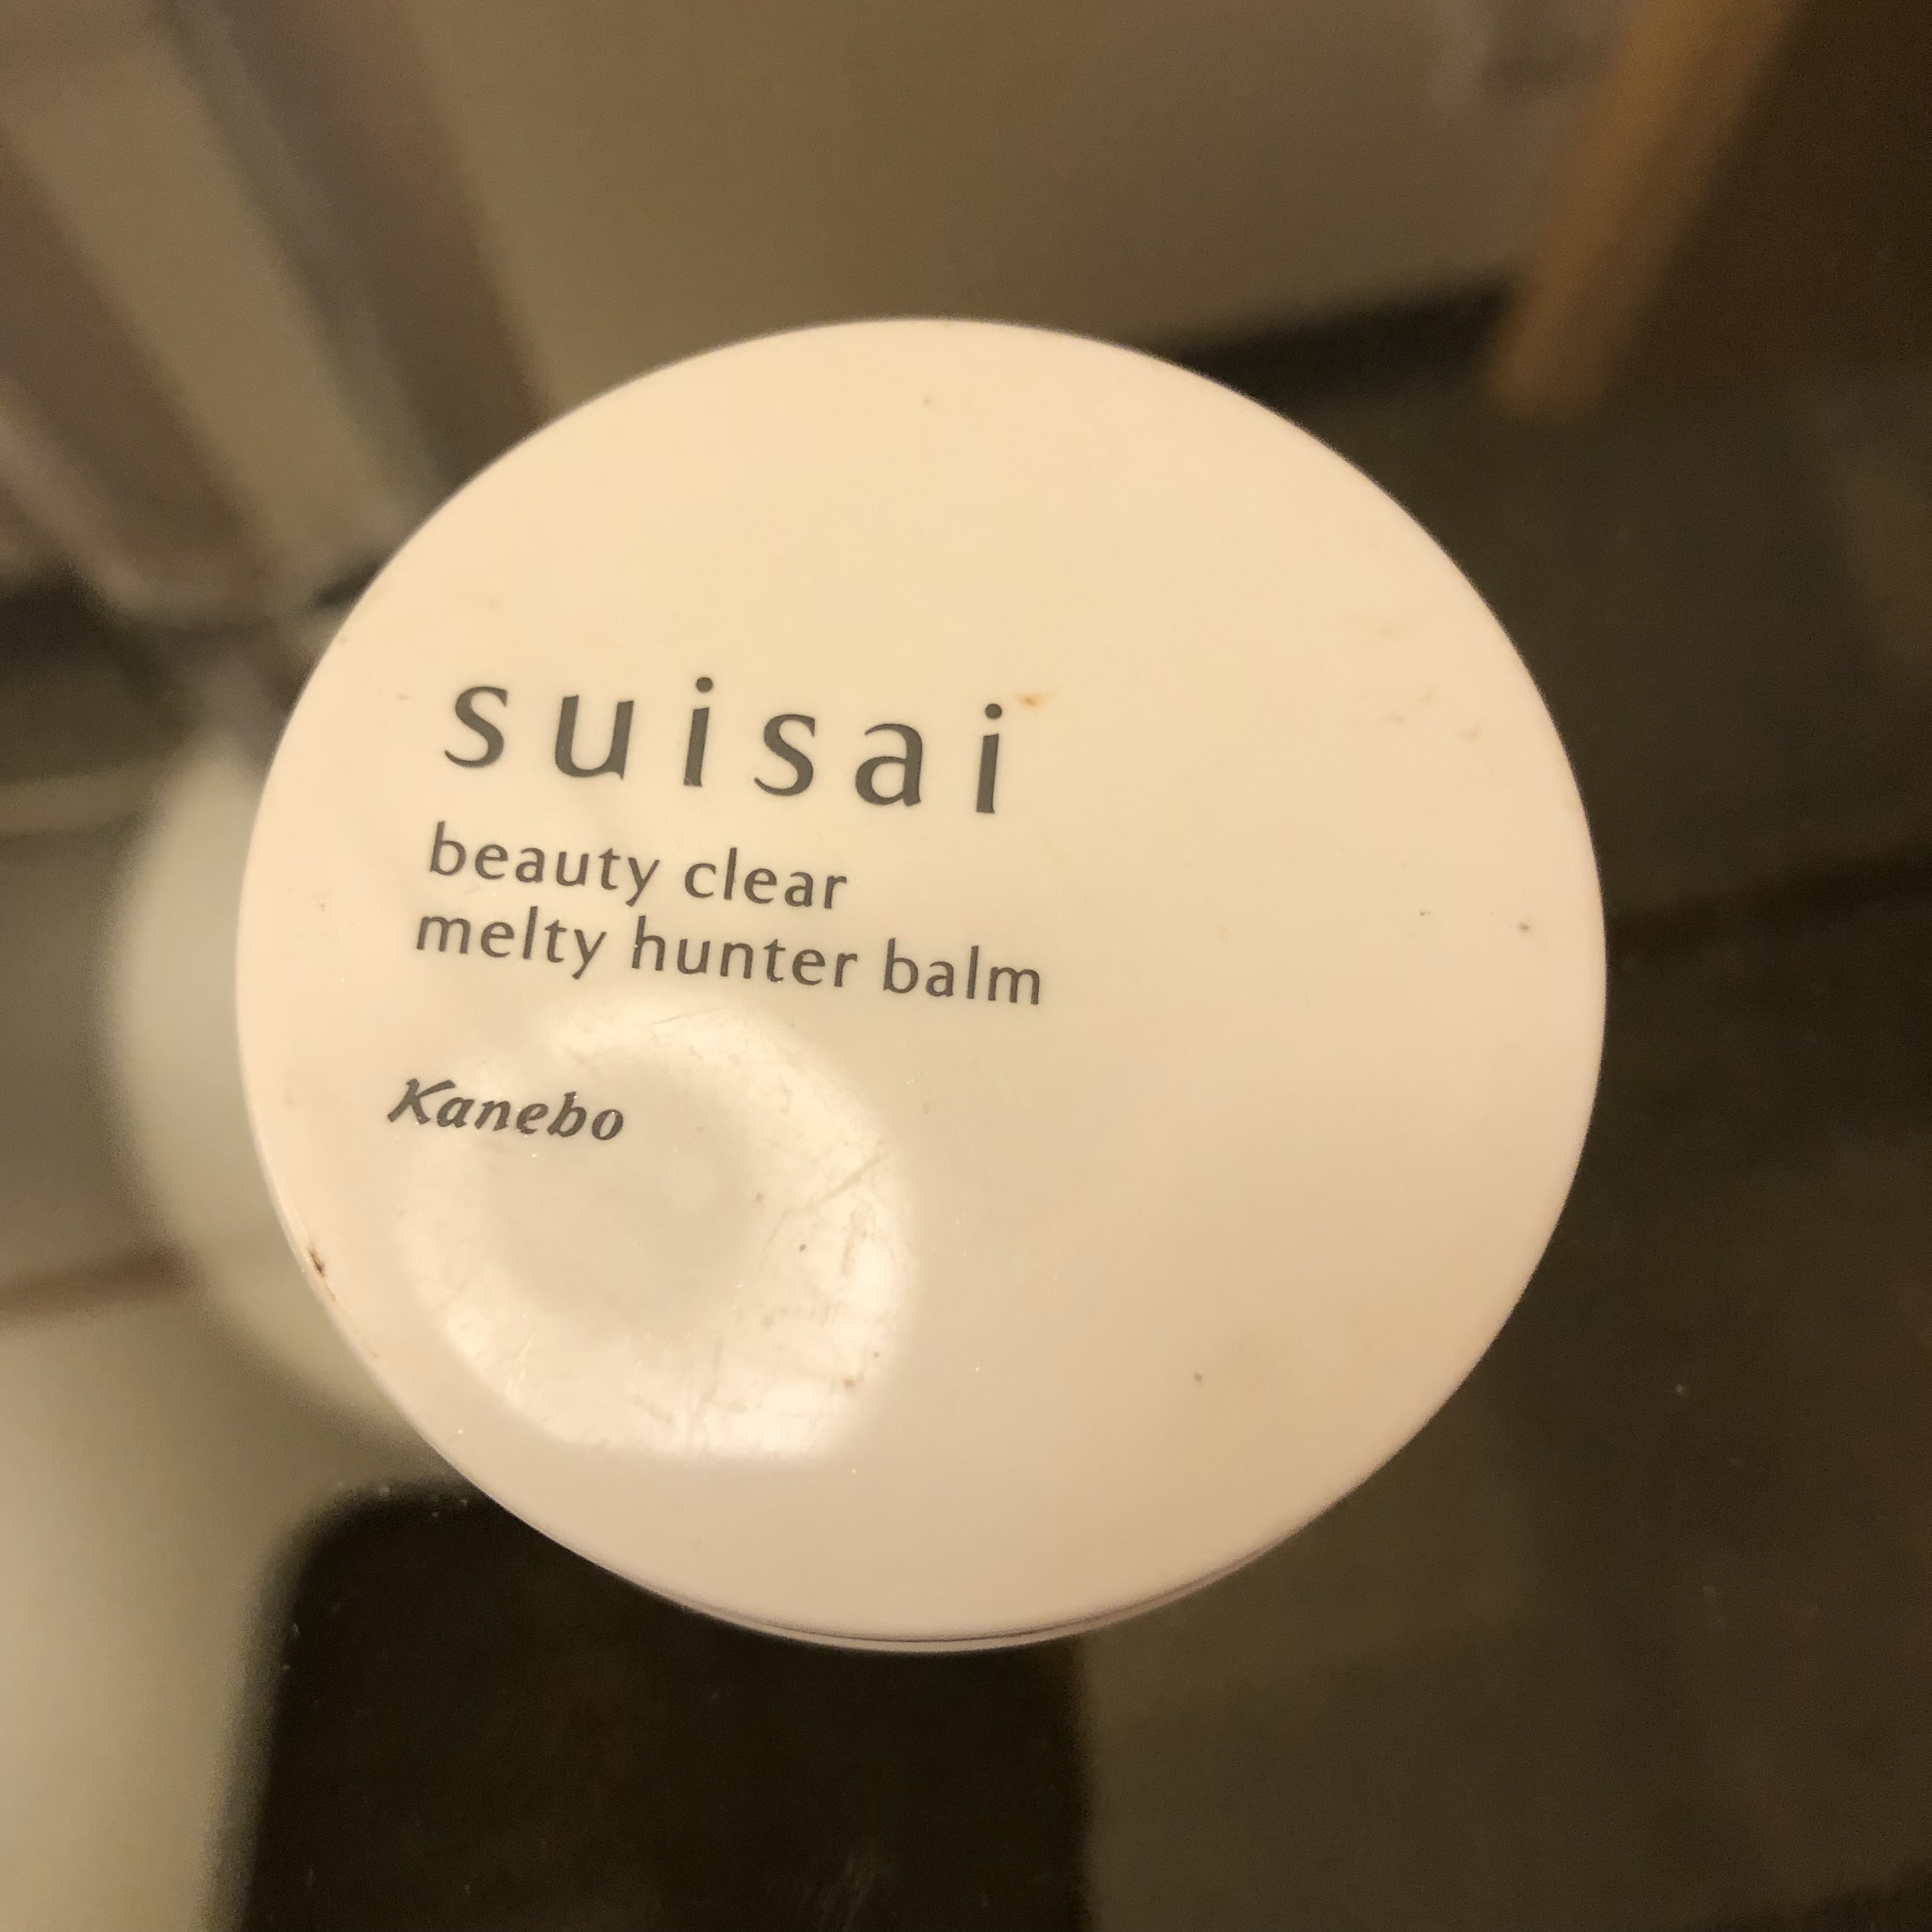 suisai
beauty clear
melty hunter balm
Kanebo